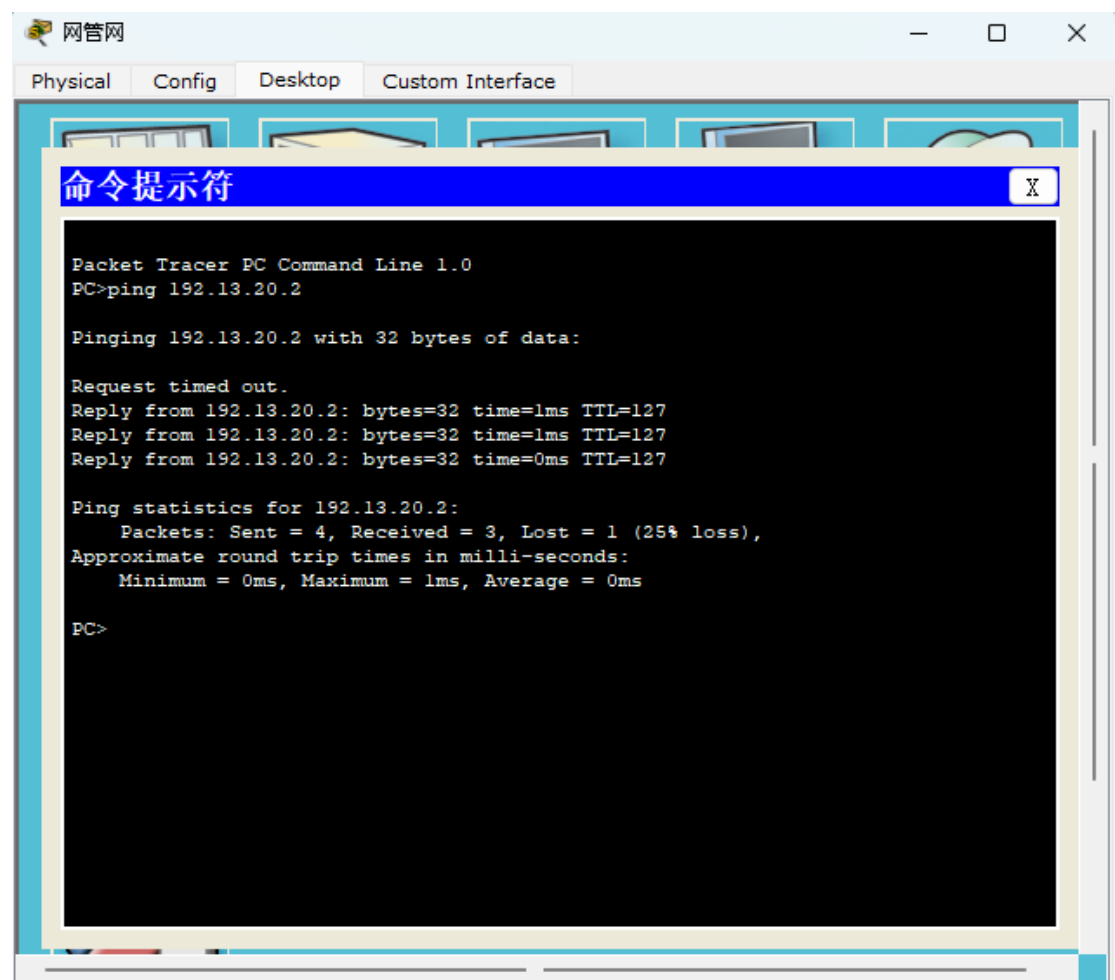 网管网
Physical Config Desktop Custom Interface
命令提示符
X
Packet Tracer PC Command Line 1.0
PC>ping 192.13.20.2
Pinging 192.13.20.2 with 32 bytes of data:
Request timed out.
Reply from 192.13.20.2: bytes=32 time=1ms TTL=127
Reply from 192.13.20.2: bytes=32 time=1ms TTL=127
Reply from 192.13.20.2: bytes=32 time=0ms TTL=127
Ping statistics for 192.13.20.2:
Packets: Sent = 4, Received = 3, Lost = 1 (25% loss),
Approximate round trip times in milli-seconds:
Minimum = 0ms, Maximum = 1ms, Average = 0ms
PC>